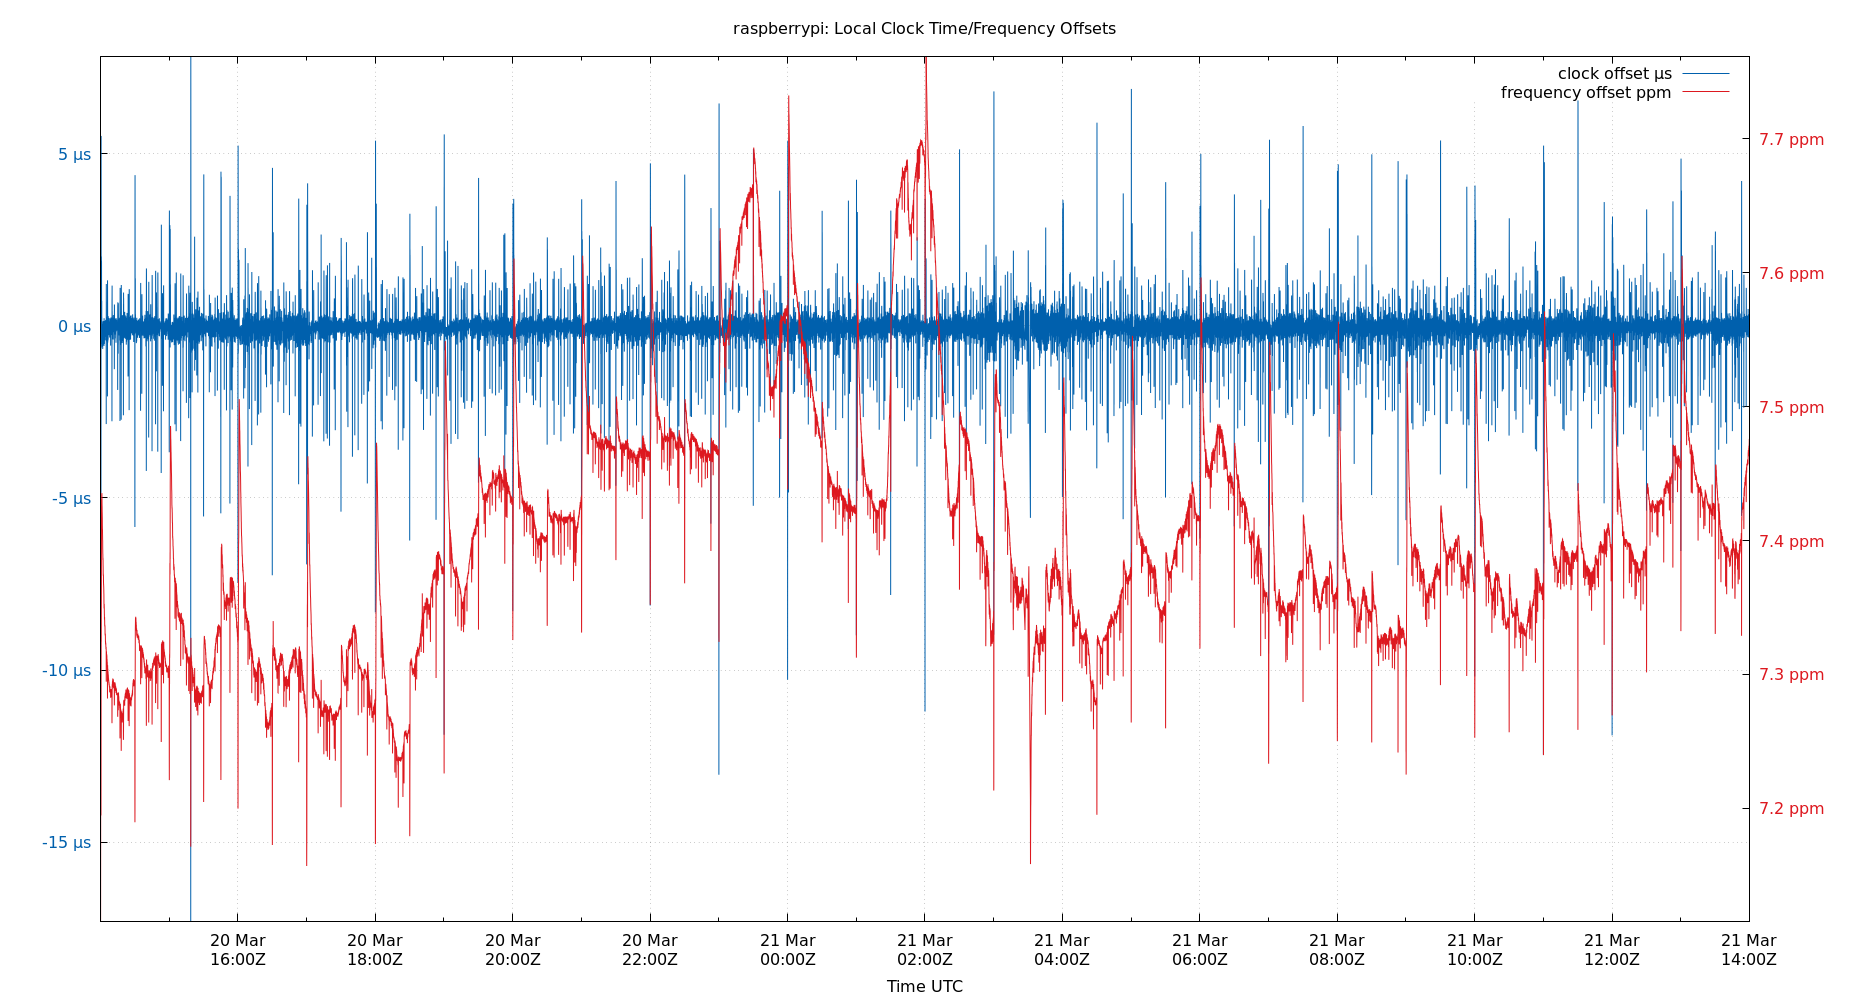 raspberrypi: Local Clock Time/Frequency Offsets
clock offset µs
frequency offset ppm
5 µs
0 µs
-5 µs
-10 µs
-15 µs
7.7 ppm
7.6 ppm
7.5 ppm
7.4 ppm
7.3 ppm
7.2 ppm
20 Mar 20 Mar 20 Mar 20 Mar 21 Mar 21 Mar 21 Mar 21 Mar 21 Mar 21 Mar 21 Mar 21 Mar
16:00Z 18:00Z 20:00Z 22:00Z 00:00Z 02:00Z 04:00Z 06:00Z 08:00Z 10:00Z 12:00Z 14:00Z
Time UTC